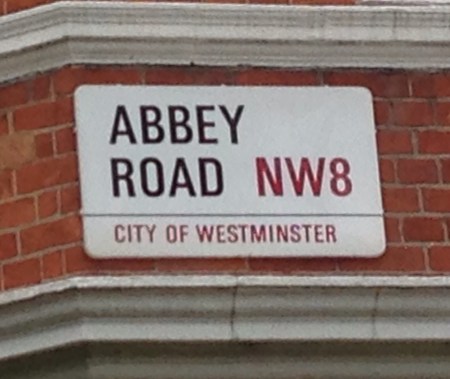 ABBEY
ROAD NW8
CITY OF WESTMINSTER